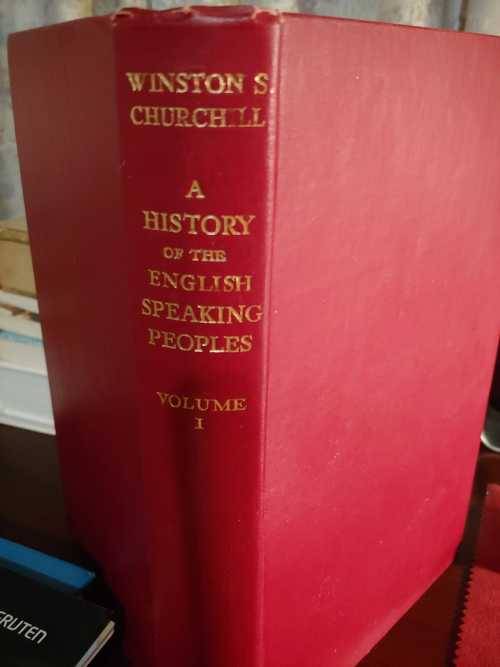 WINSTON S.
CHURCHILL
A
HISTORY
OF THE
ENGLISH
SPEAKING
PEOPLES
VOLUME
I